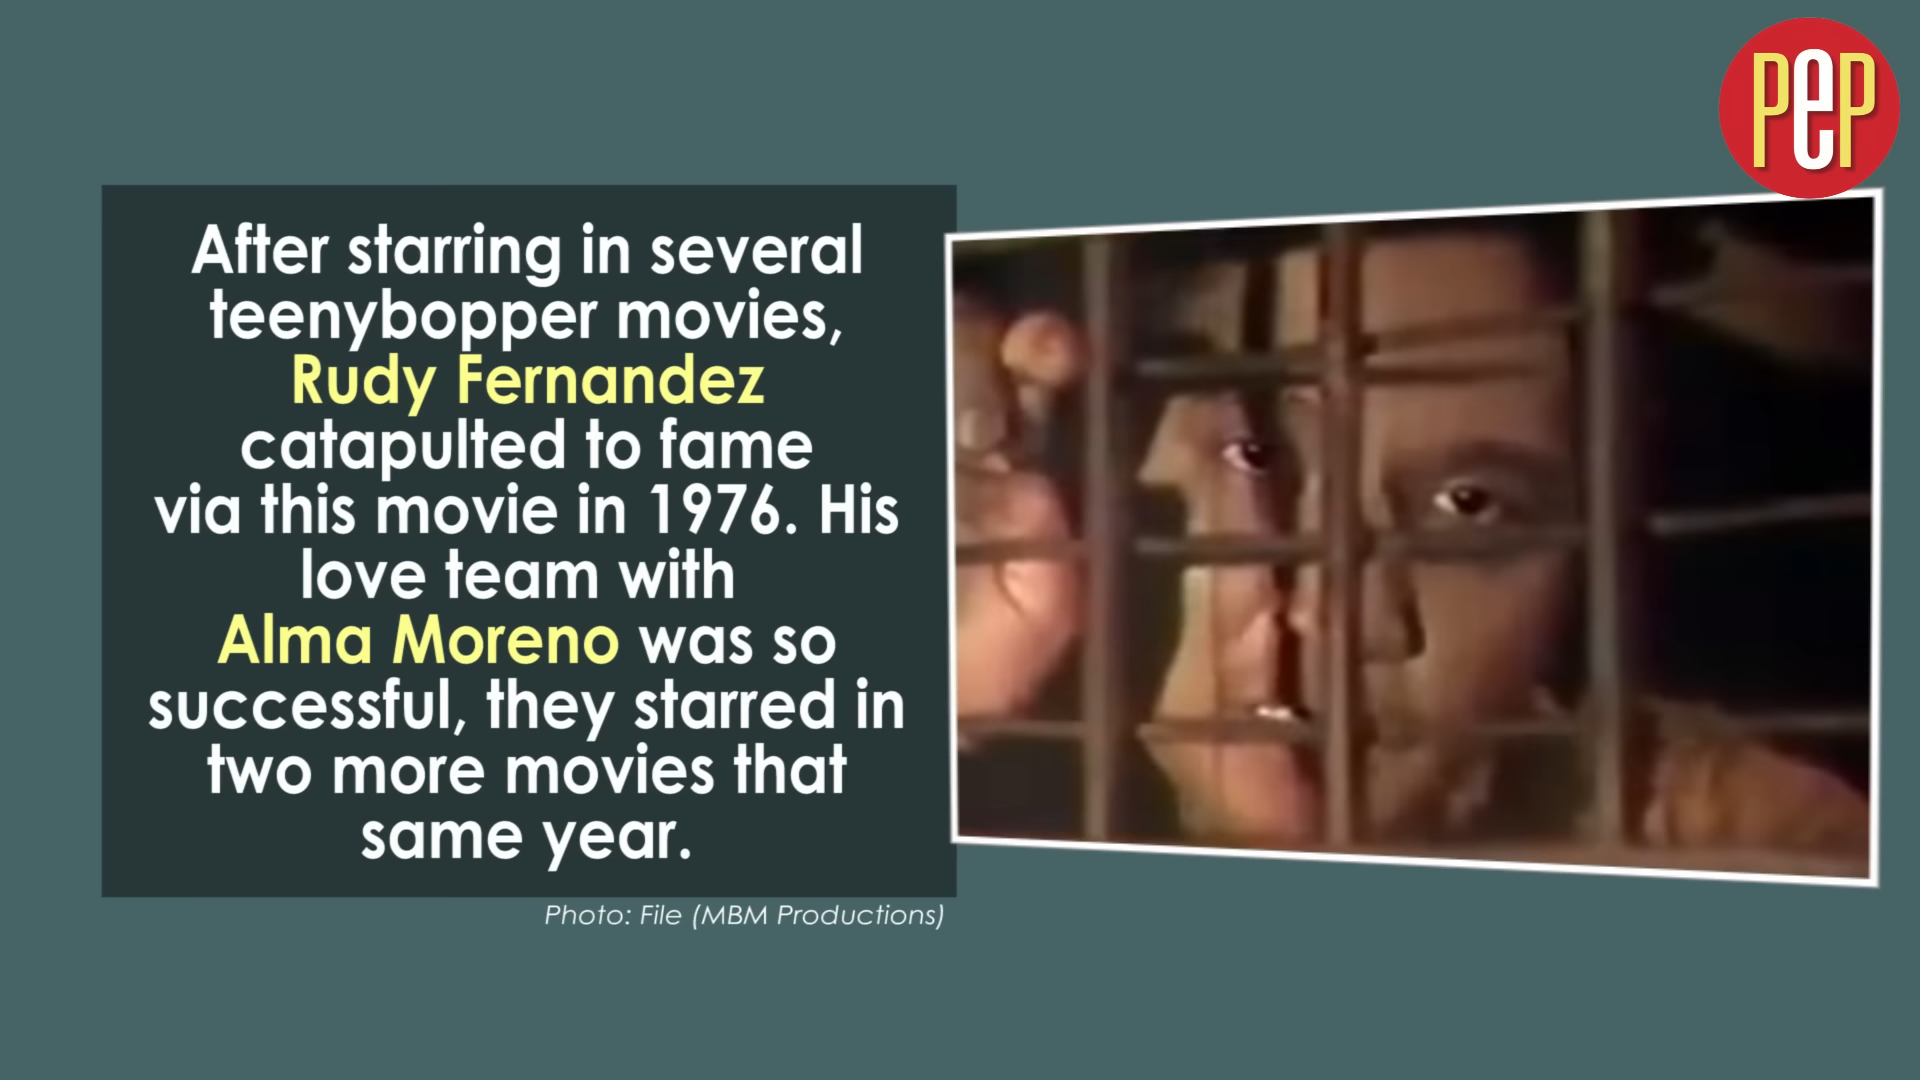 PeP
After starring in several
teenybopper movies,
Rudy Fernandez
catapulted to fame
via this movie in 1976. His
love team with
Alma Moreno was so
successful, they starred in
two more movies that
same year.
Photo: File (MBM Productions)